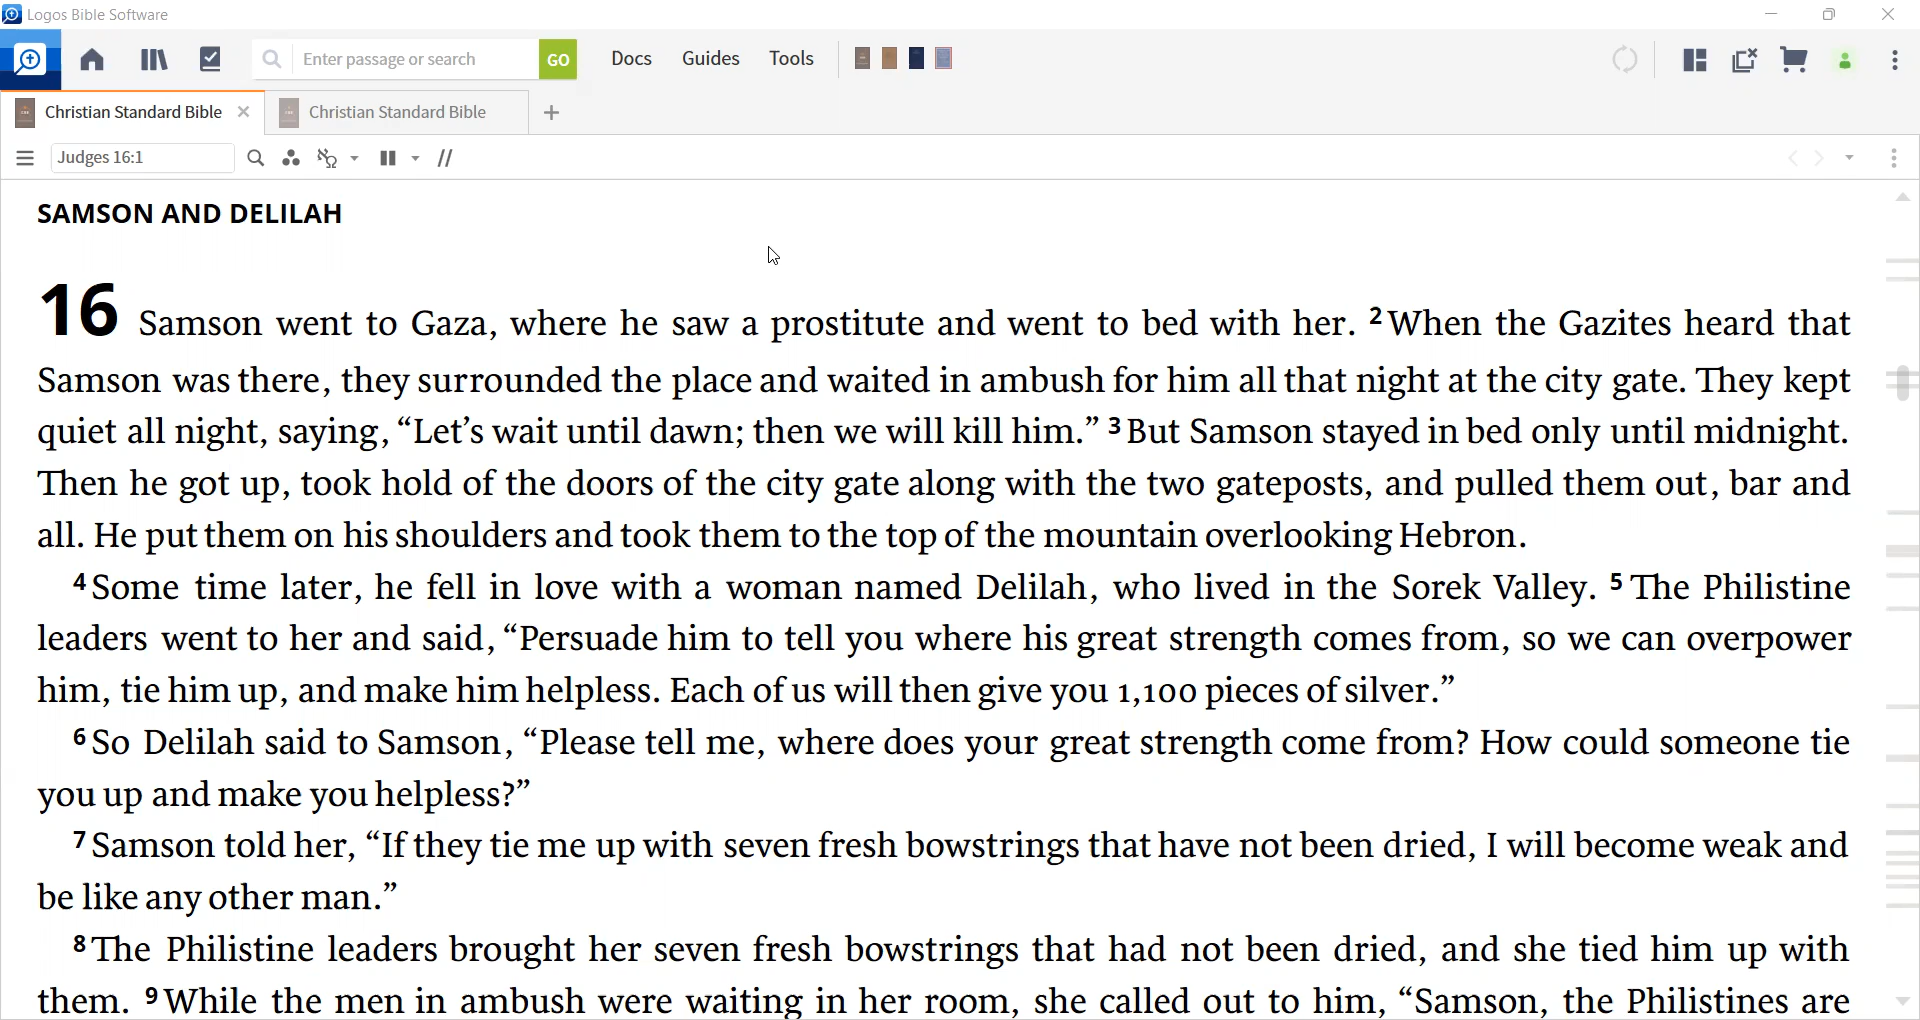 Logos Bible Software
Enter passage or search GO Docs Guides Tools
Christian Standard Bible Christian Standard Bible
Judges 16:1
SAMSON AND DELILAH
16 Samson went to Gaza, where he saw a prostitute and went to bed with her. 2 When the Gazites heard that
Samson was there, they surrounded the place and waited in ambush for him all that night at the city gate. They kept
quiet all night, saying, “Let’s wait until dawn; then we will kill him.” 3 But Samson stayed in bed only until midnight.
Then he got up, took hold of the doors of the city gate along with the two gateposts, and pulled them out, bar and
all. He put them on his shoulders and took them to the top of the mountain overlooking Hebron.
4 Some time later, he fell in love with a woman named Delilah, who lived in the Sorek Valley. 5 The Philistine
leaders went to her and said, “Persuade him to tell you where his great strength comes from, so we can overpower
him, tie him up, and make him helpless. Each of us will then give you 1,100 pieces of silver.”
6 So Delilah said to Samson, “Please tell me, where does your great strength come from? How could someone tie
you up and make you helpless?”
7 Samson told her, “If they tie me up with seven fresh bowstrings that have not been dried, I will become weak and
be like any other man.”
8 The Philistine leaders brought her seven fresh bowstrings that had not been dried, and she tied him up with
them. 9 While the men in ambush were waiting in her room, she called out to him, “Samson, the Philistines are